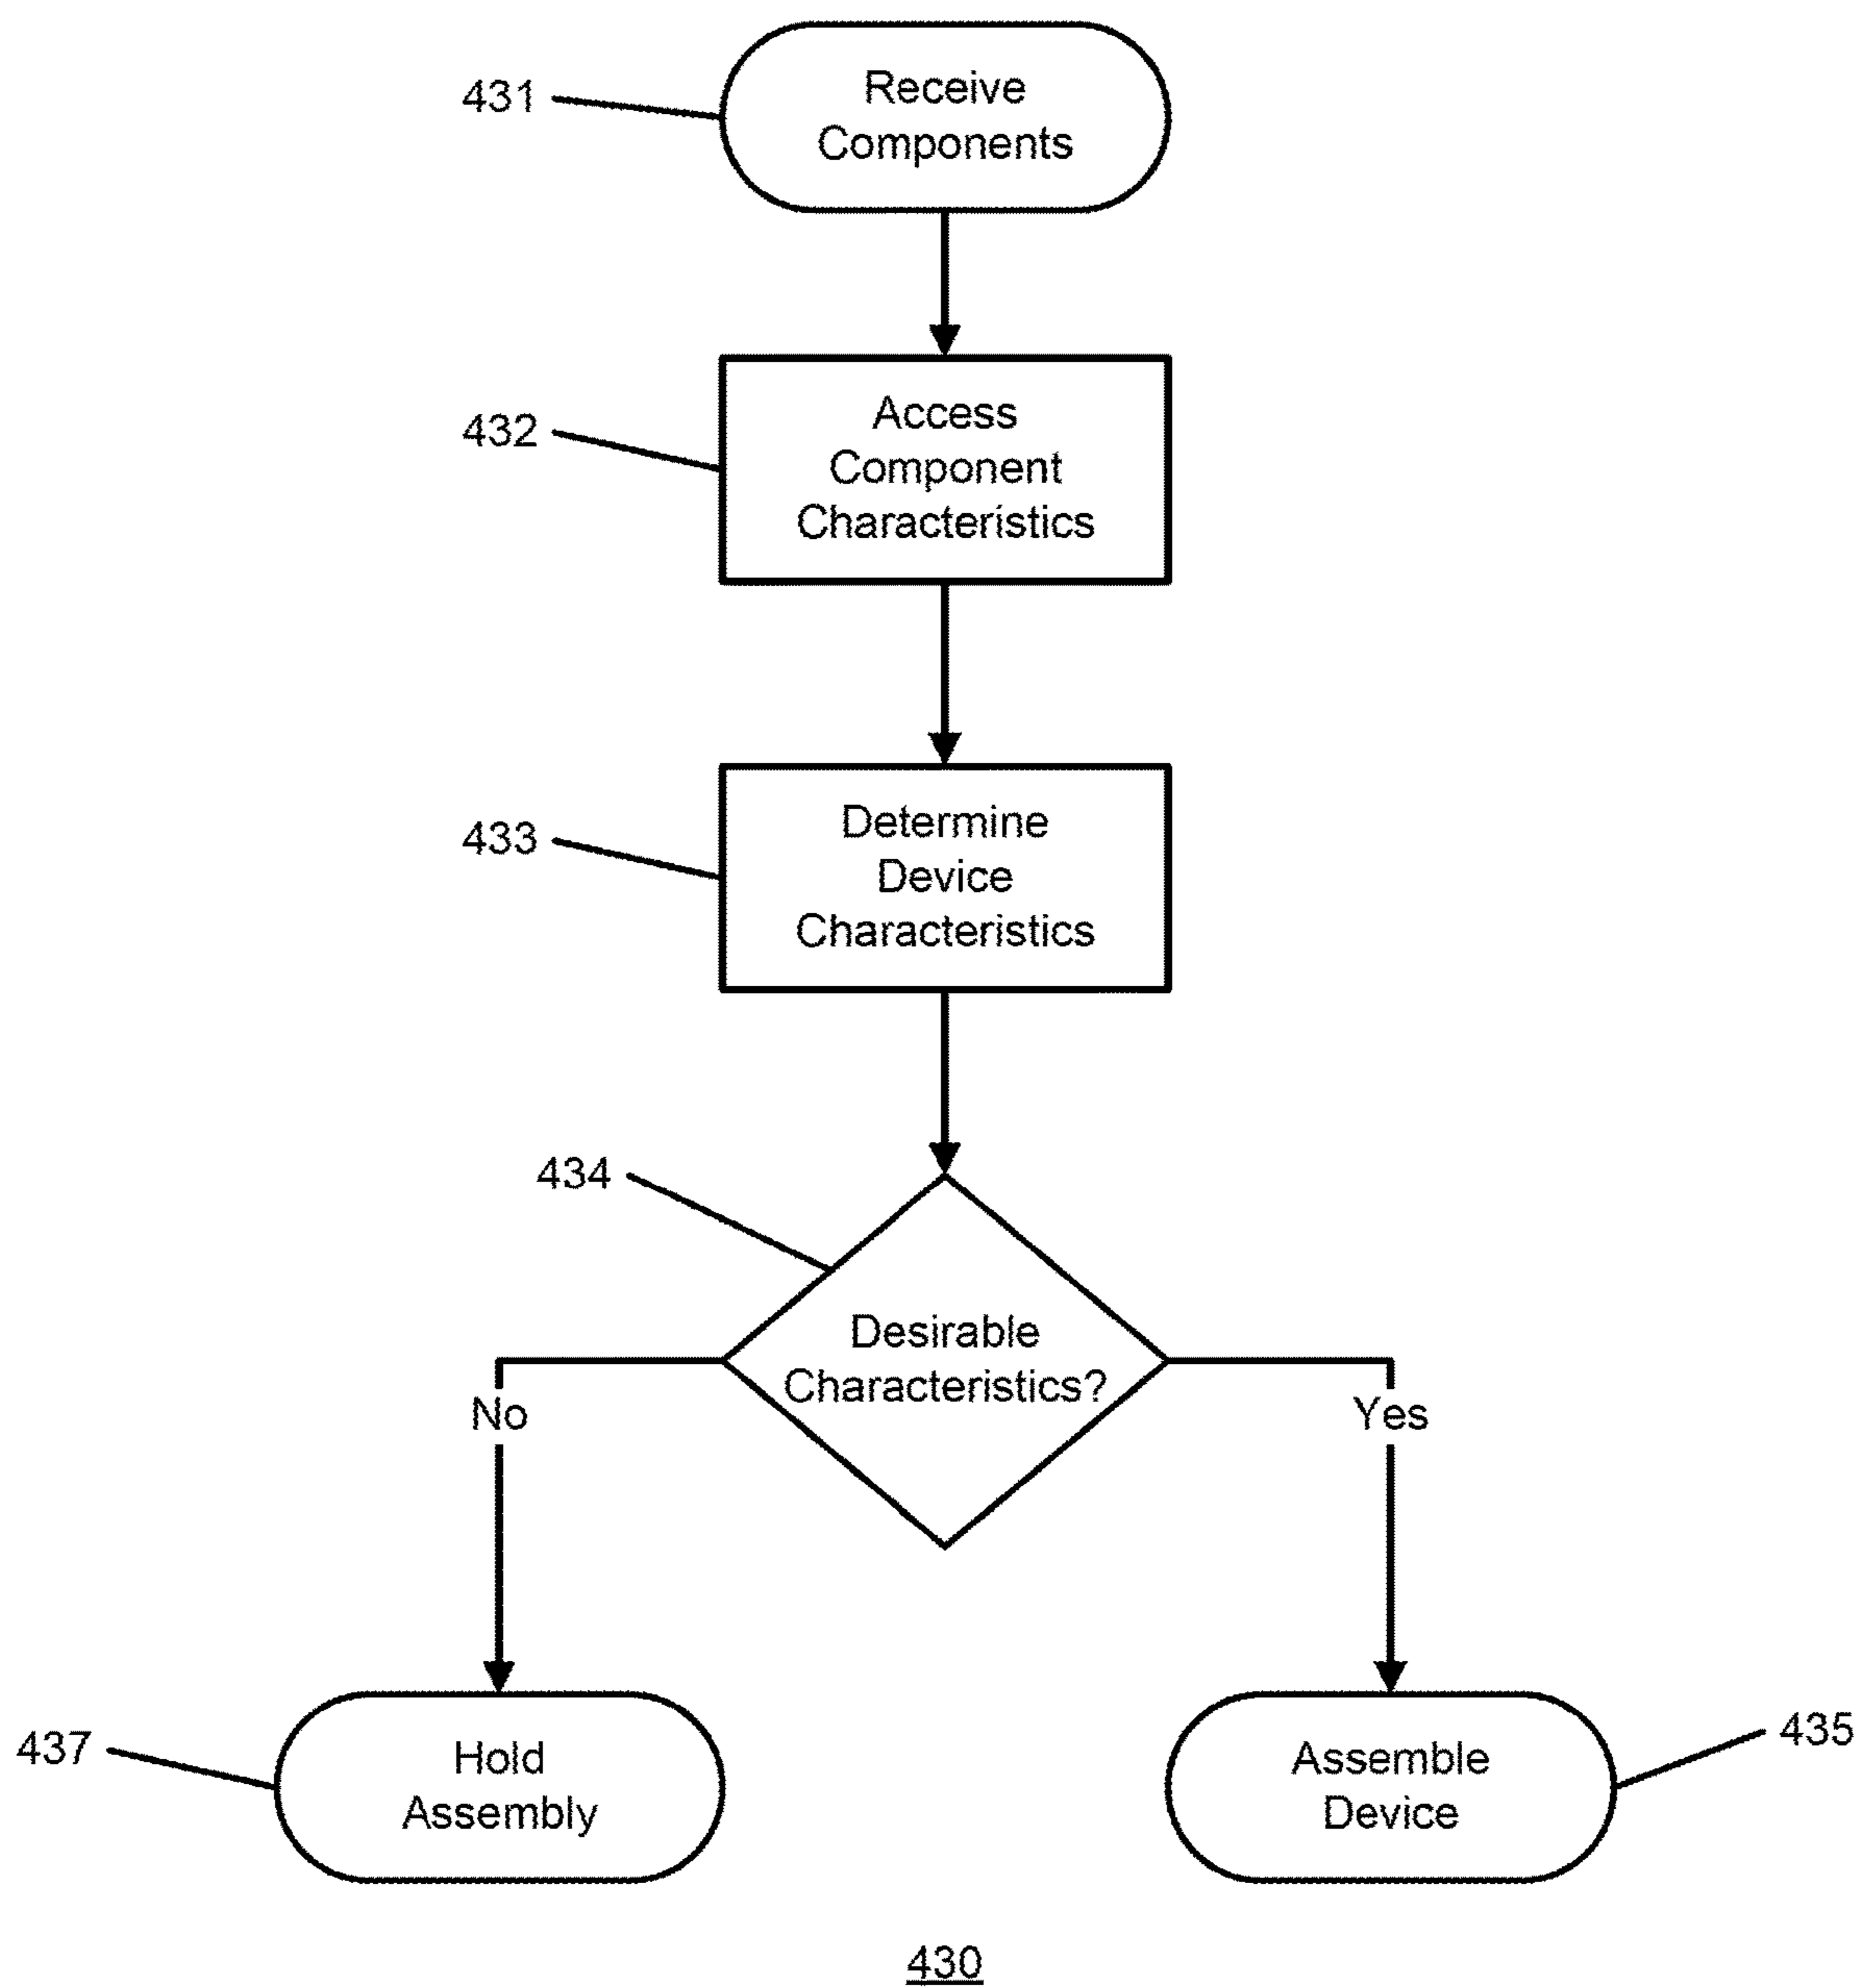 431
Receive
Components
432
Access
Component
Characteristics
433
Determine
Device
Characteristics
434
Desirable
Characteristics?
No
Yes
437
Hold
Assembly
Assemble
Device
435
430